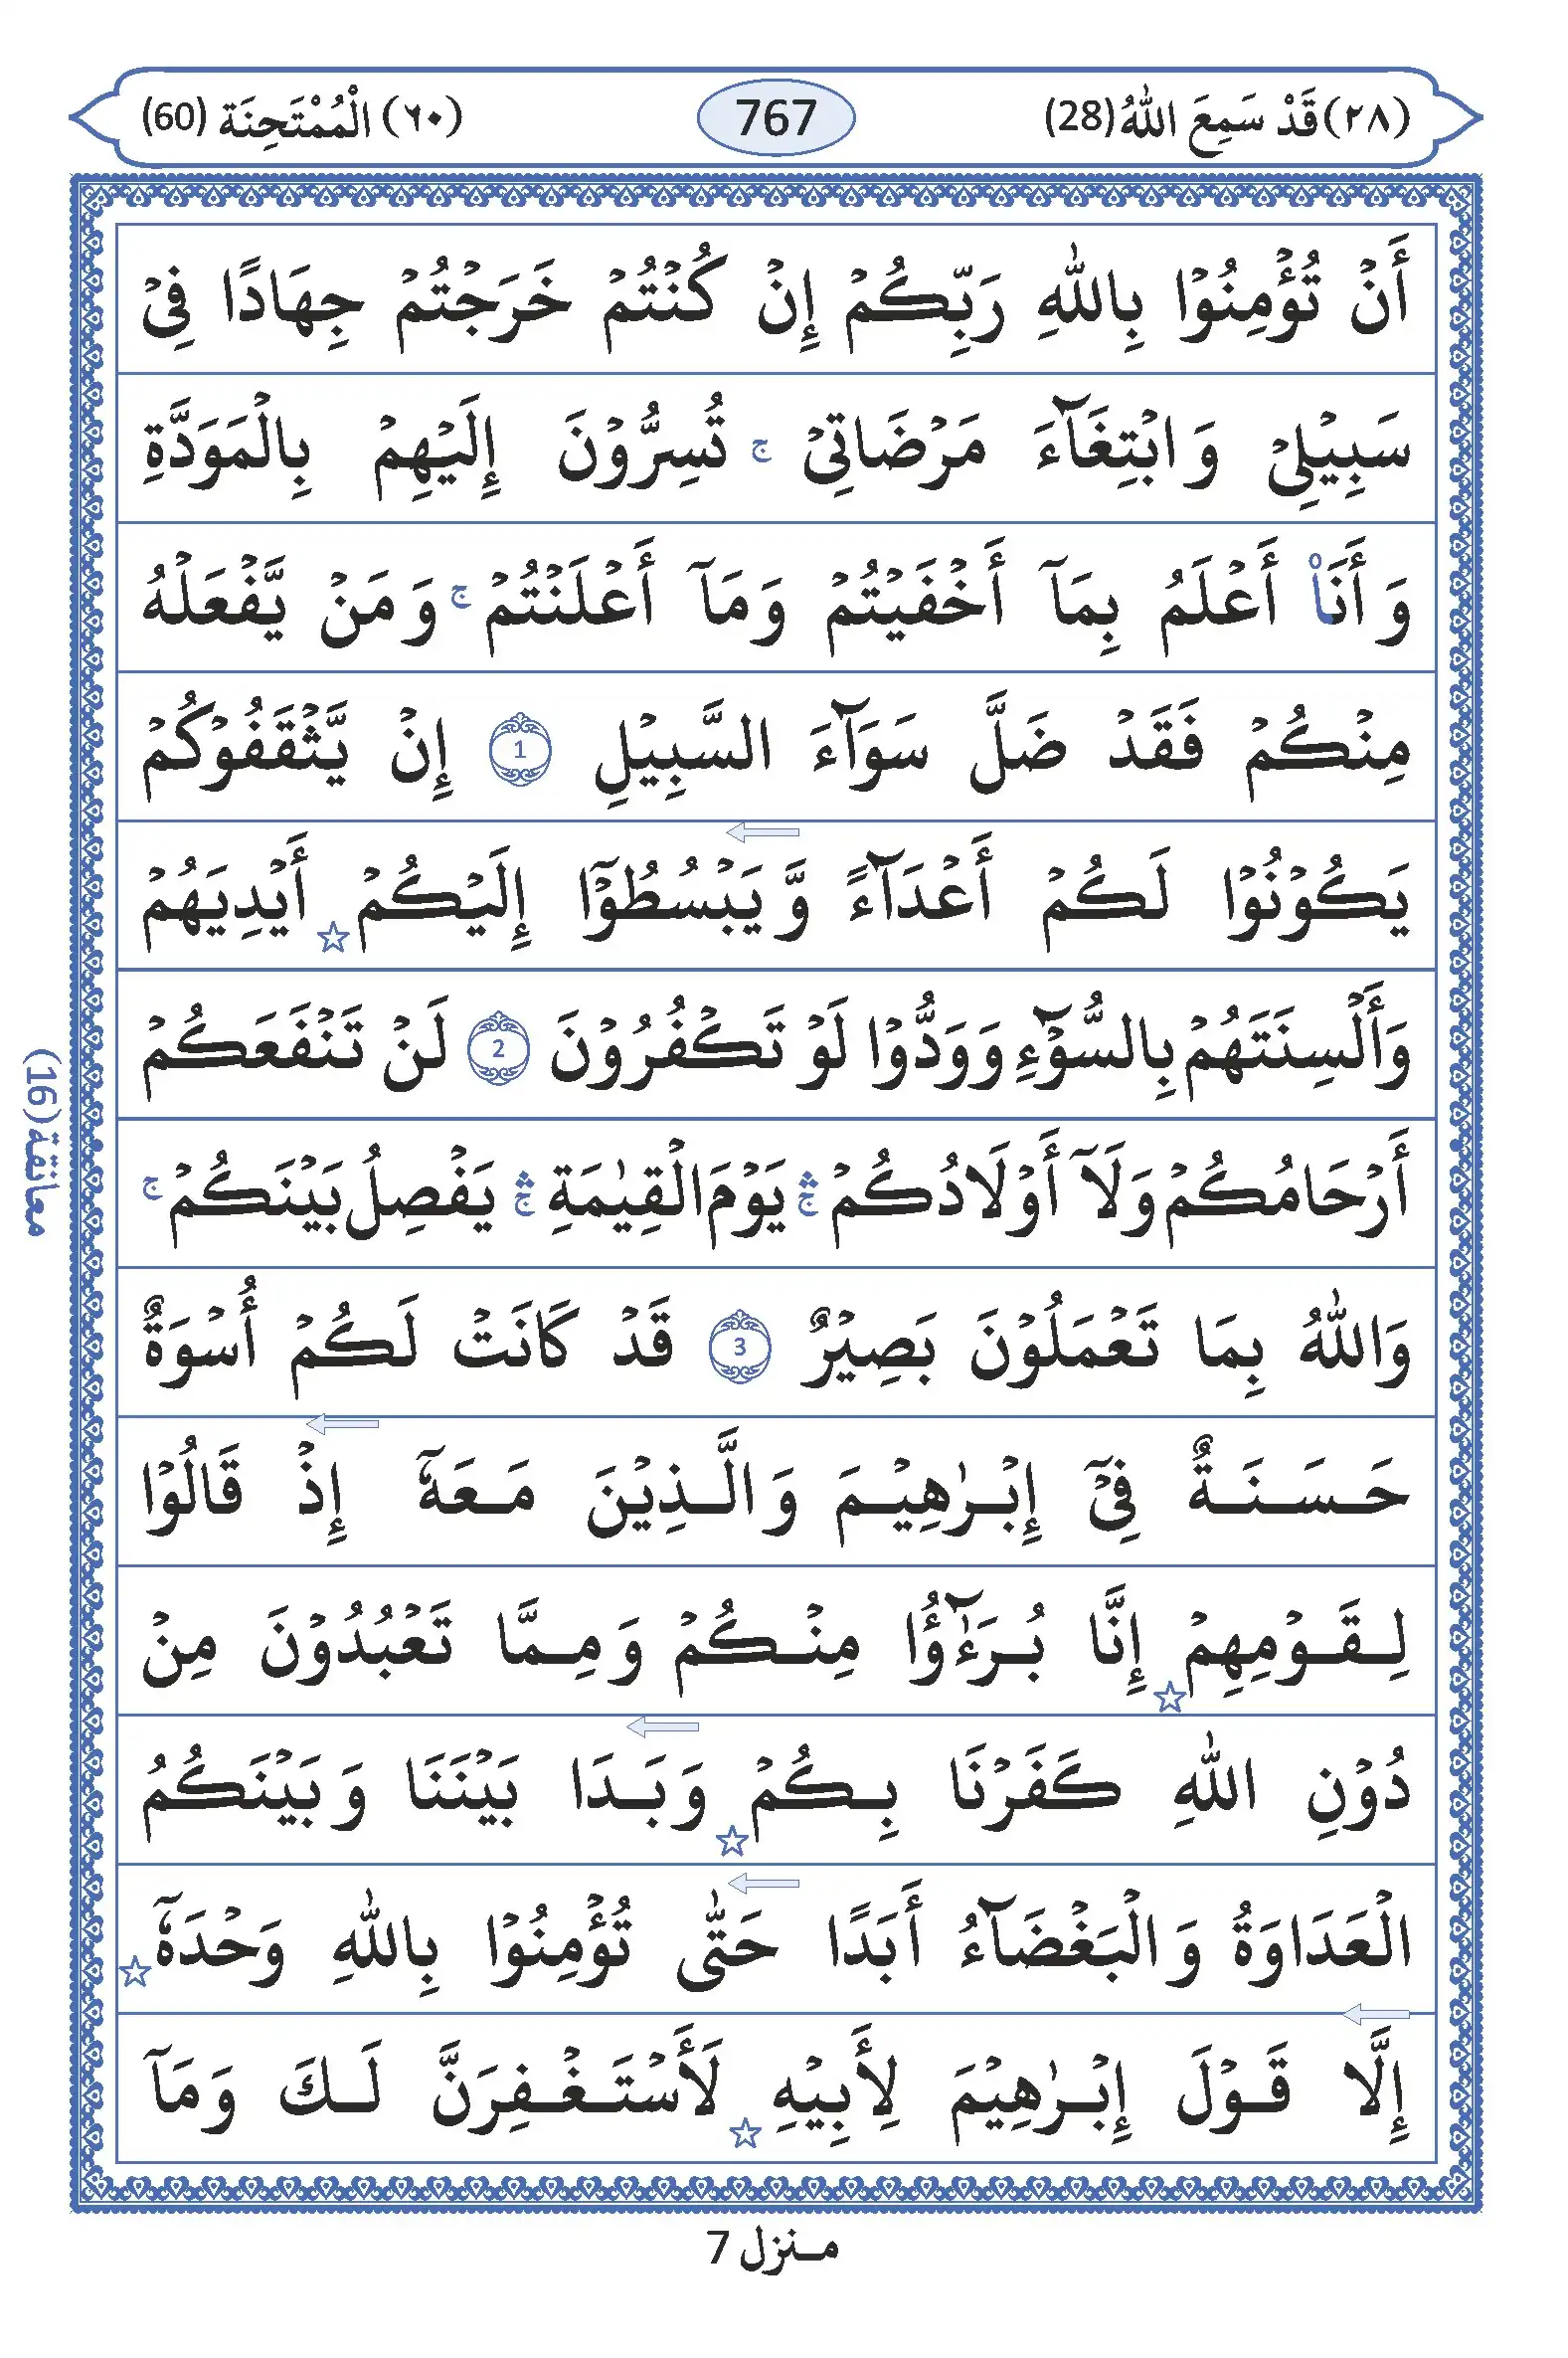 (٢٨) قَدْ سَمِعَ اللّٰهُ (28) 767 (٦٠) الْمُمْتَحِنَة (60)
أَنْ تُؤْمِنُوْا بِاللّٰهِ رَبِّكُمْ إِنْ كُنْتُمْ خَرَجْتُمْ جِهَادًا فِىْ
سَبِيْلِىْ وَابْتِغَآءَ مَرْضَاتِىْ ج تُسِرُّوْنَ إِلَيْهِمْ بِالْمَوَدَّةِ
وَأَنَا۠ أَعْلَمُ بِمَآ أَخْفَيْتُمْ وَمَآ أَعْلَنْتُمْ ج وَمَنْ يَّفْعَلْهُ
مِنْكُمْ فَقَدْ ضَلَّ سَوَآءَ السَّبِيْلِ 1 إِنْ يَّثْقَفُوْكُمْ
يَكُوْنُوْا لَكُمْ أَعْدَآءً وَّيَبْسُطُوْٓا إِلَيْكُمْ ☆ أَيْدِيَهُمْ
وَأَلْسِنَتَهُمْ بِالسُّوْٓءِ وَوَدُّوْا لَوْ تَكْفُرُوْنَ 2 لَنْ تَنْفَعَكُمْ
أَرْحَامُكُمْ وَلَآ أَوْلَادُكُمْ ۛج يَوْمَ الْقِيٰمَةِ ۛج يَفْصِلُ بَيْنَكُمْ ج
وَاللّٰهُ بِمَا تَعْمَلُوْنَ بَصِيْرٌ 3 قَدْ كَانَتْ لَكُمْ أُسْوَةٌ
حَسَنَةٌ فِىْٓ إِبْرٰهِيْمَ وَالَّذِيْنَ مَعَهٗٓ إِذْ قَالُوْا
لِقَوْمِهِمْ ☆ إِنَّا بُرَءٰٓؤُا مِنْكُمْ وَمِمَّا تَعْبُدُوْنَ مِنْ
دُوْنِ اللّٰهِ كَفَرْنَا بِكُمْ ☆ وَبَدَا بَيْنَنَا وَبَيْنَكُمُ
الْعَدَاوَةُ وَالْبَغْضَآءُ أَبَدًا حَتّٰى تُؤْمِنُوْا بِاللّٰهِ وَحْدَهٗٓ ☆
إِلَّا قَوْلَ إِبْرٰهِيْمَ لِأَبِيْهِ ☆ لَأَسْتَغْفِرَنَّ لَكَ وَمَآ
معانقة (16)
مـنزل 7